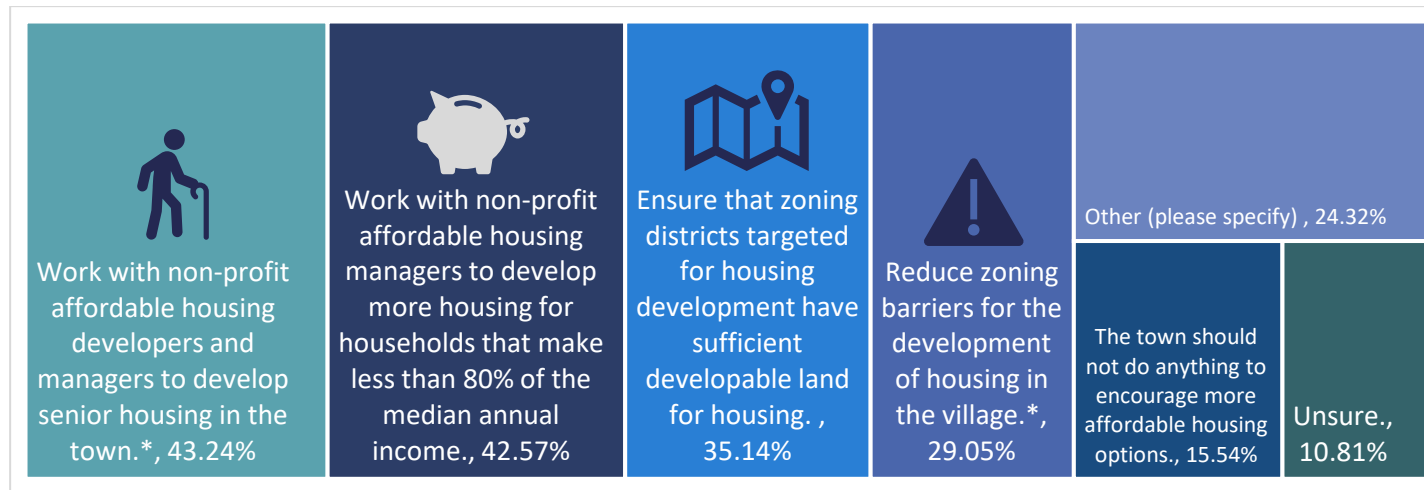 Work with non-profit
affordable housing
developers and
managers to develop
senior housing in the
town.*, 43.24%
Work with non-profit
affordable housing
managers to develop
more housing for
households that make
less than 80% of the
median annual
income., 42.57%
Ensure that zoning
districts targeted
for housing
development have
sufficient
developable land
for housing. ,
35.14%
Reduce zoning
barriers for the
development
of housing in
the village.*,
29.05%
Other (please specify) , 24.32%
The town should
not do anything to
encourage more
affordable housing
options., 15.54%
Unsure.,
10.81%